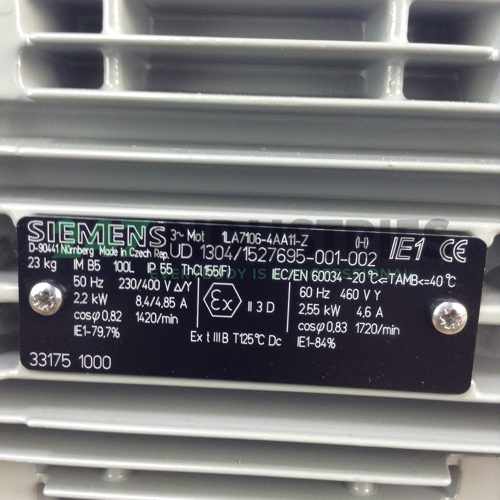 SIEMENS 3~ Mot 1LA7106-4AA11-Z (H) IE1 CE
D-90441 Nürnberg Made in Czech Rep. UD 1304/1527695-001-002
23 kg IM B5 100L IP 55 Th.Cl.155(F) IEC/EN 60034 -20°C<=TAMB<=40°C
50 Hz 230/400 V Δ/Y 60 Hz 460 V Y
2.2 kW 8,4/4,85 A Ex II 3 D 2,55 kW 4,6 A
cosφ 0,82 1420/min cosφ 0,83 1720/min
IE1-79,7% Ex t IIIB T125°C Dc IE1-84%
33175 1000